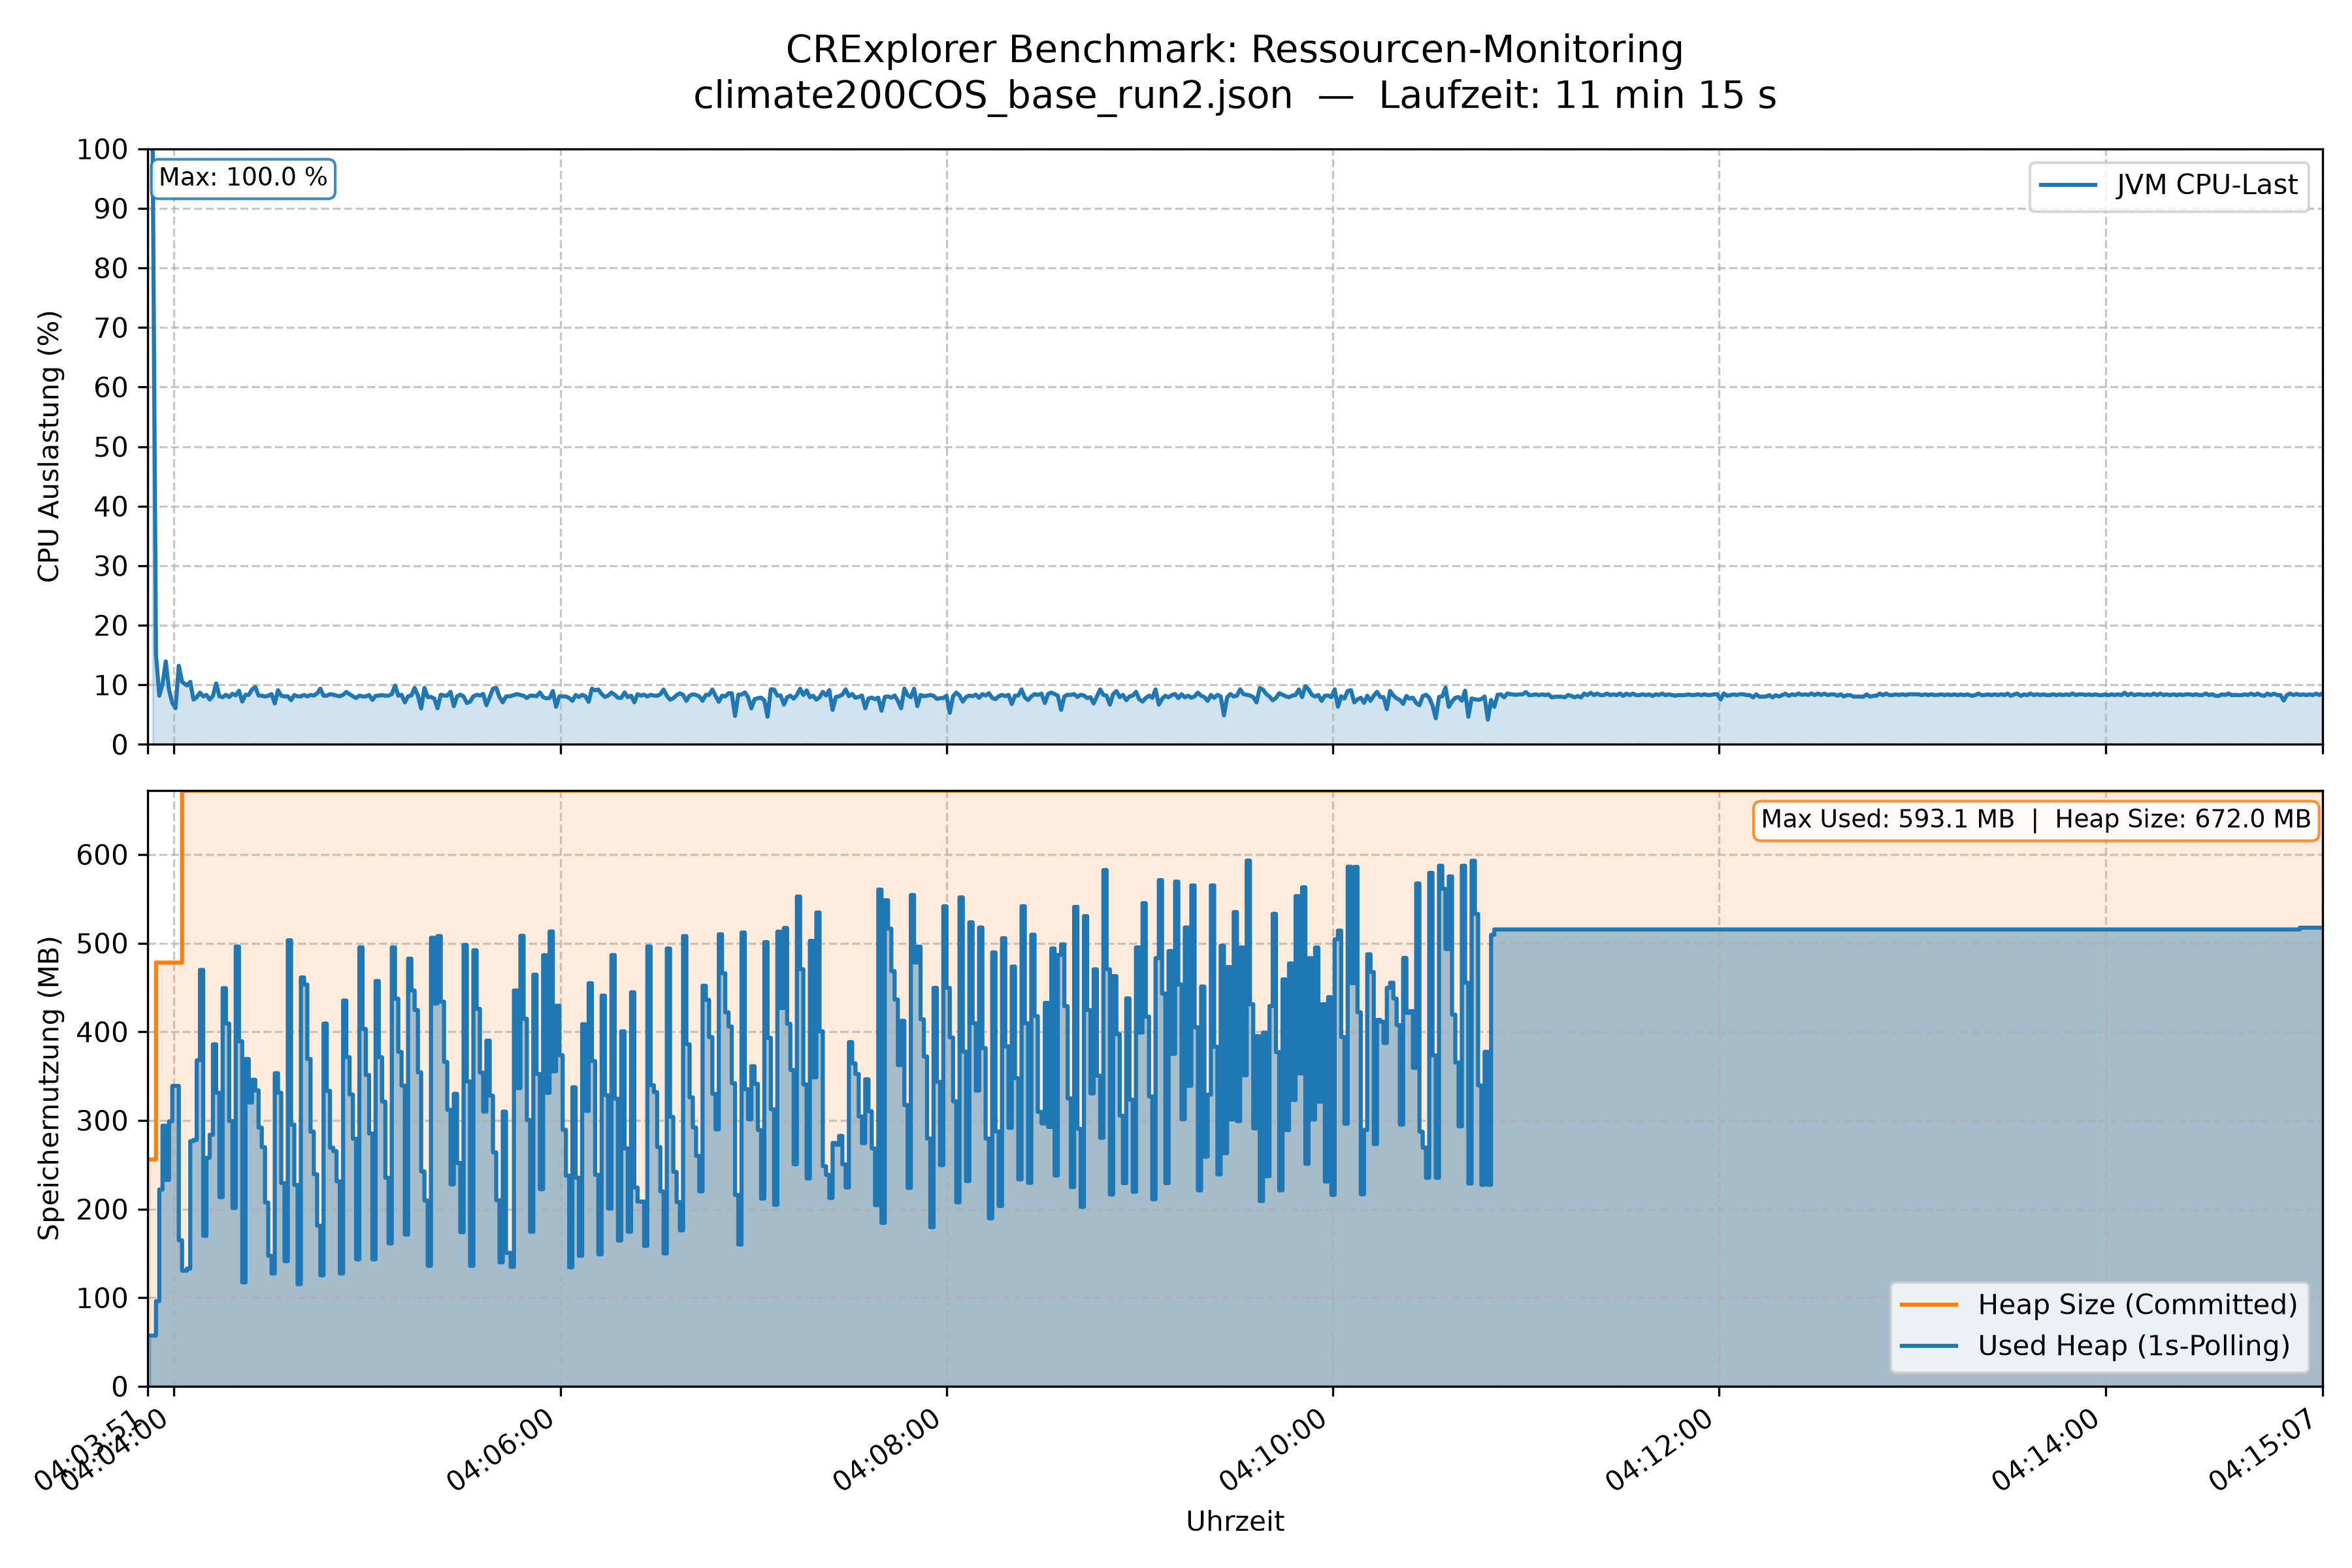 CRExplorer Benchmark: Ressourcen-Monitoring
climate200COS_base_run2.json — Laufzeit: 11 min 15 s
100
90
80
70
60
50
40
30
20
10
0
CPU Auslastung (%)
Max: 100.0 %
JVM CPU-Last
600
500
400
300
200
100
0
Speichernutzung (MB)
Max Used: 593.1 MB | Heap Size: 672.0 MB
Heap Size (Committed)
Used Heap (1s-Polling)
04:03:51
04:04:00
04:06:00
04:08:00
04:10:00
04:12:00
04:14:00
04:15:07
Uhrzeit